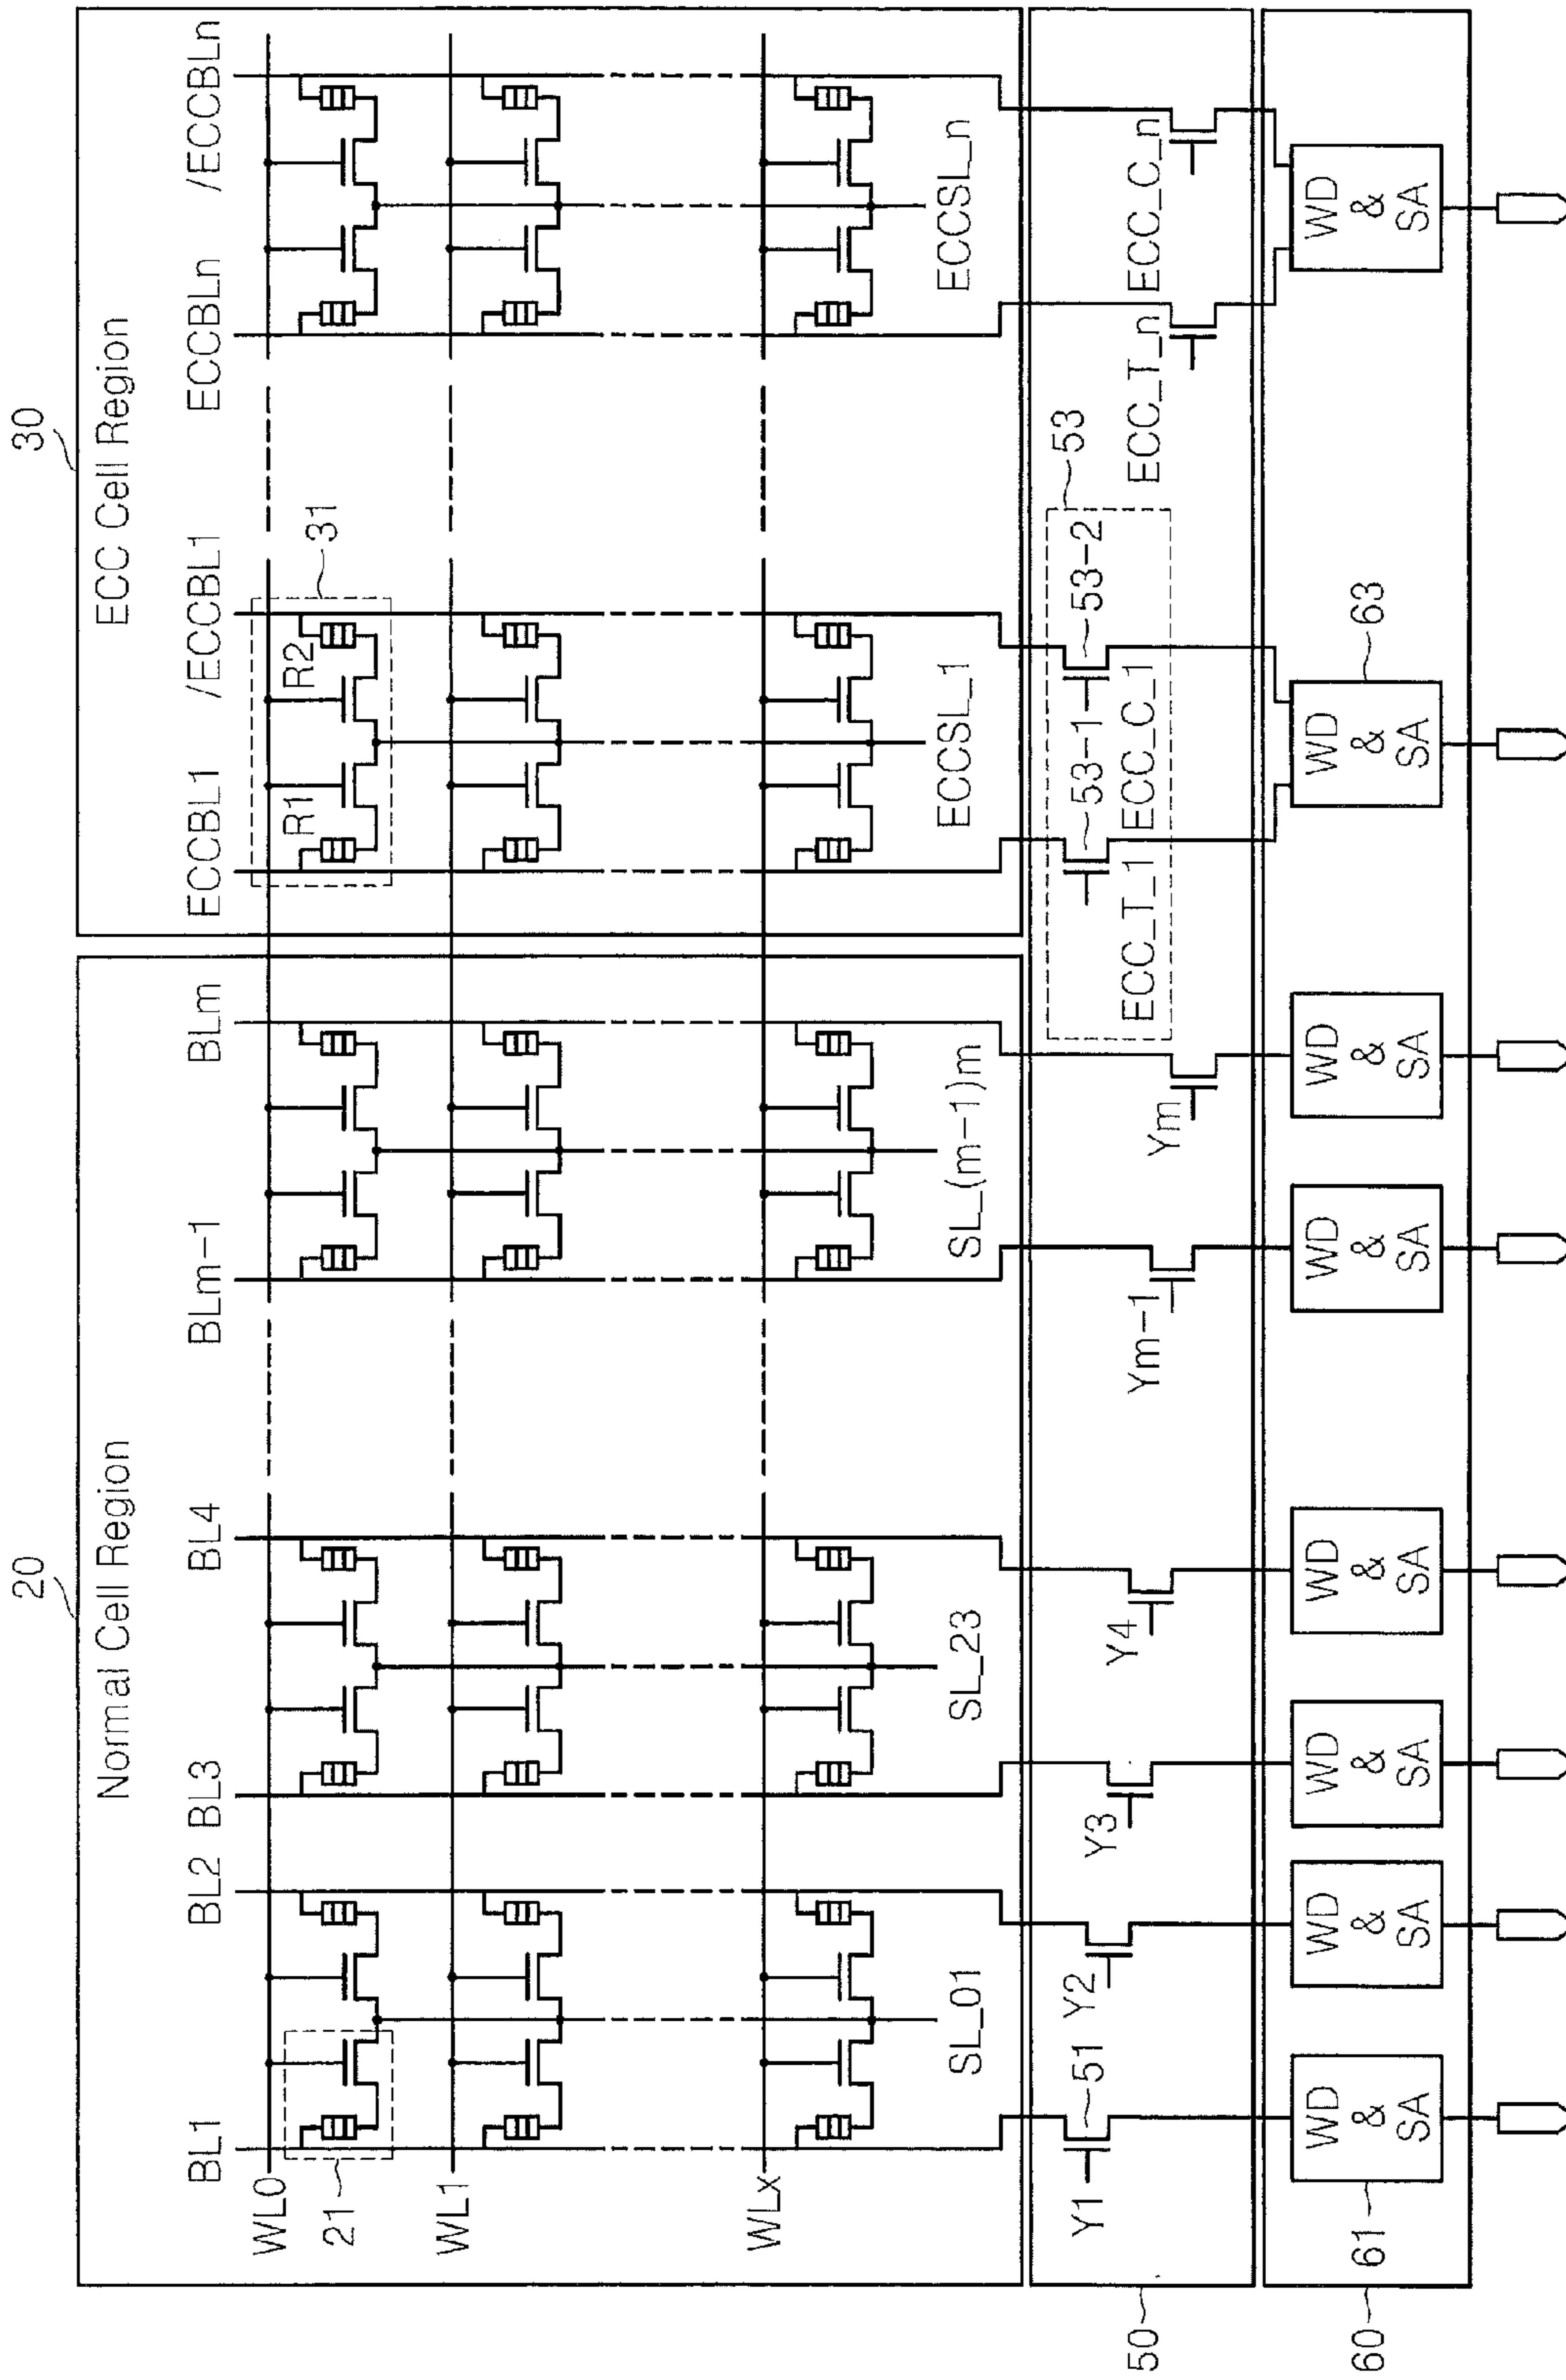 20
30
Normal Cell Region
ECC Cell Region
BL1
BL2
BL3
BL4
BLm-1
BLm
ECCBL1
/ECCBL1
ECCBLn
/ECCBLn
WL0
R1
R2
31
21
WL1
WLx
SL_01
SL_23
SL_(m-1)m
ECCSL_1
ECCSL_n
53
Y1
51
Y2
Y3
Y4
Ym-1
Ym
53-1
53-2
ECC_T_1
ECC_C_1
ECC_T_n
ECC_C_n
50
63
WD & SA
WD & SA
WD & SA
WD & SA
WD & SA
WD & SA
WD & SA
WD & SA
61
60